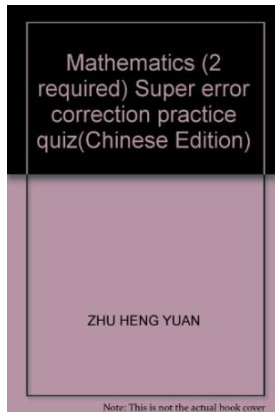 Mathematics (2
required) Super error
correction practice
quiz(Chinese Edition)
ZHU HENG YUAN
Note: This is not the actual book cover